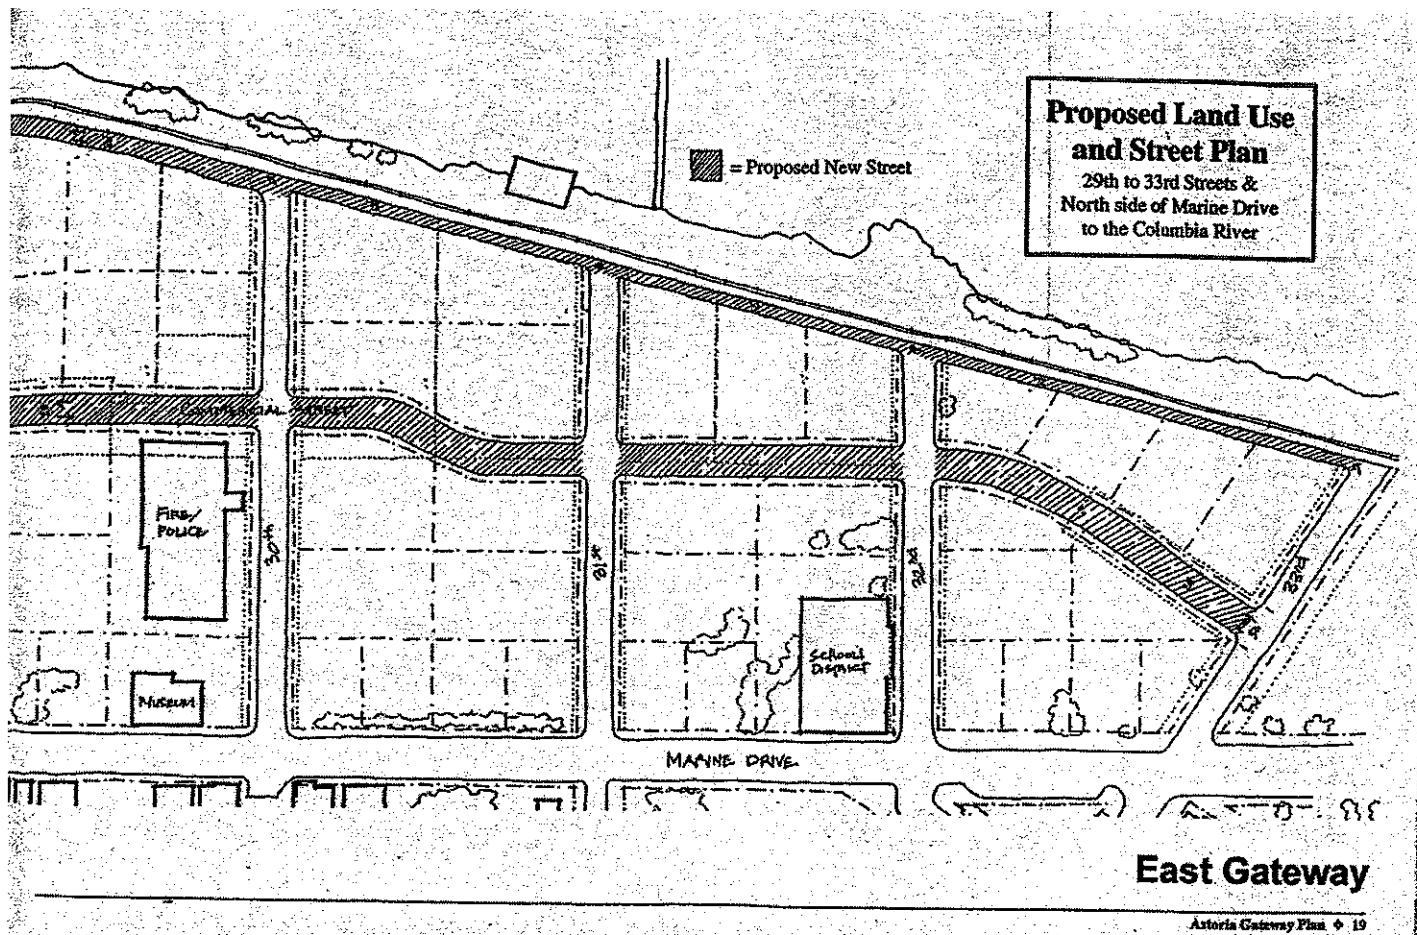 Proposed Land Use
and Street Plan
29th to 33rd Streets &
North side of Marine Drive
to the Columbia River
= Proposed New Street
COMMERCIAL STREET
FIRE/
POLICE
30th
31st
32nd
33rd
SCHOOL
DISTRICT
MUSEUM
MARINE DRIVE
East Gateway
Astoria Gateway Plan ❖ 19